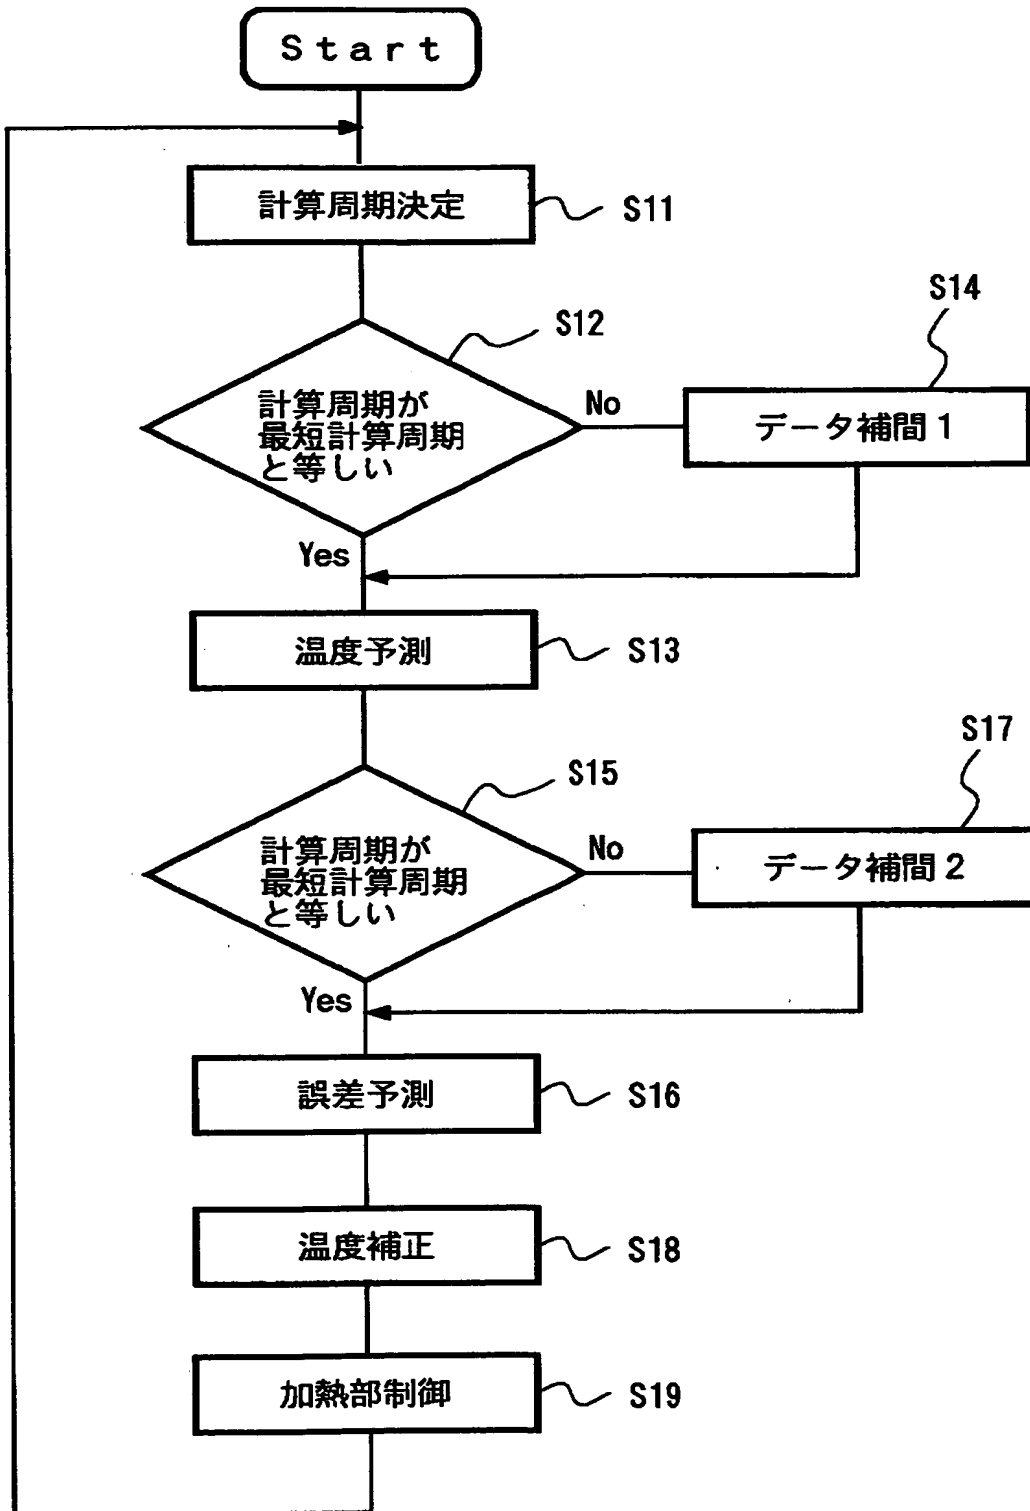 Start
計算周期決定
S11
S12
計算周期が
最短計算周期
と等しい
No
S14
データ補間1
Yes
温度予測
S13
S15
計算周期が
最短計算周期
と等しい
No
S17
データ補間2
Yes
誤差予測
S16
温度補正
S18
加熱部制御
S19